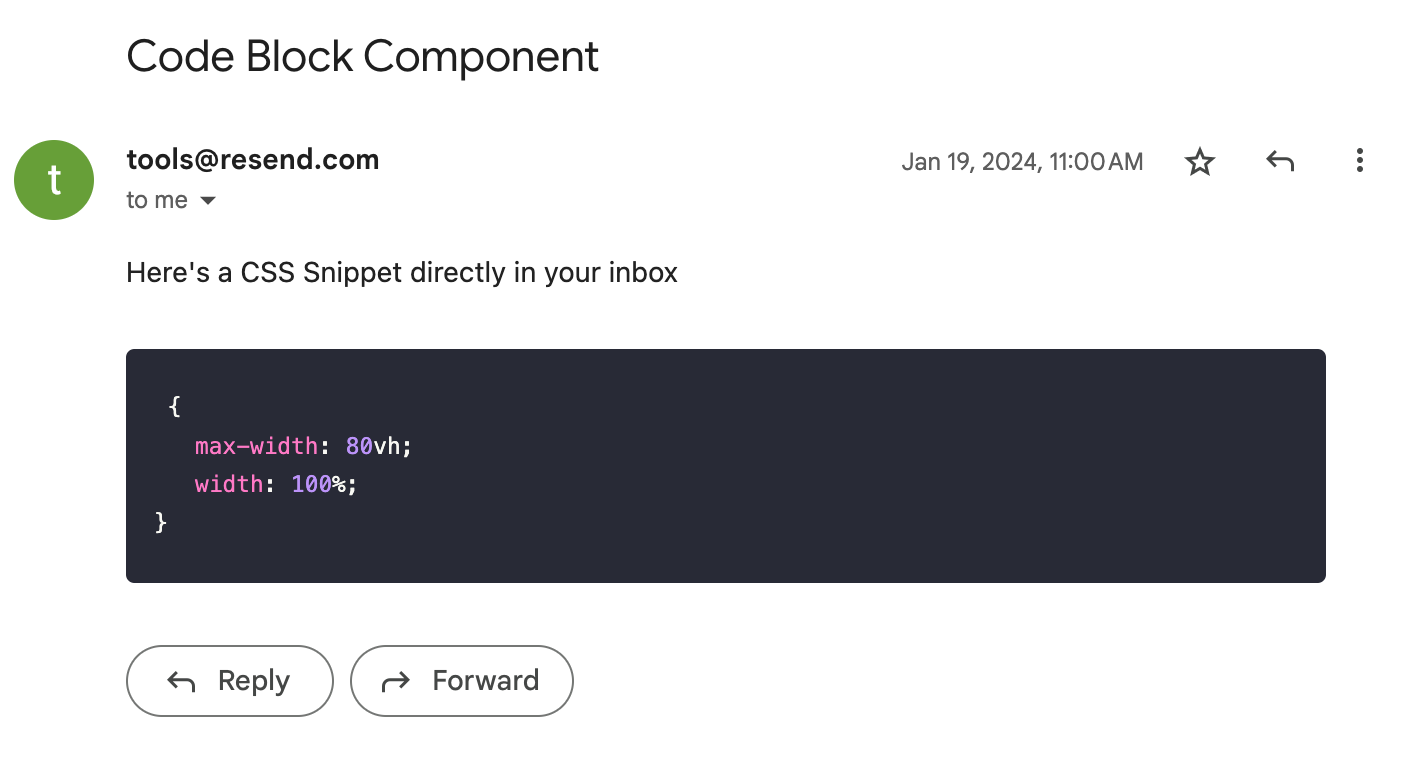 Code Block Component
t
tools@resend.com
Jan 19, 2024, 11:00 AM
to me
Here's a CSS Snippet directly in your inbox
{
max-width: 80vh;
width: 100%;
}
Reply
Forward